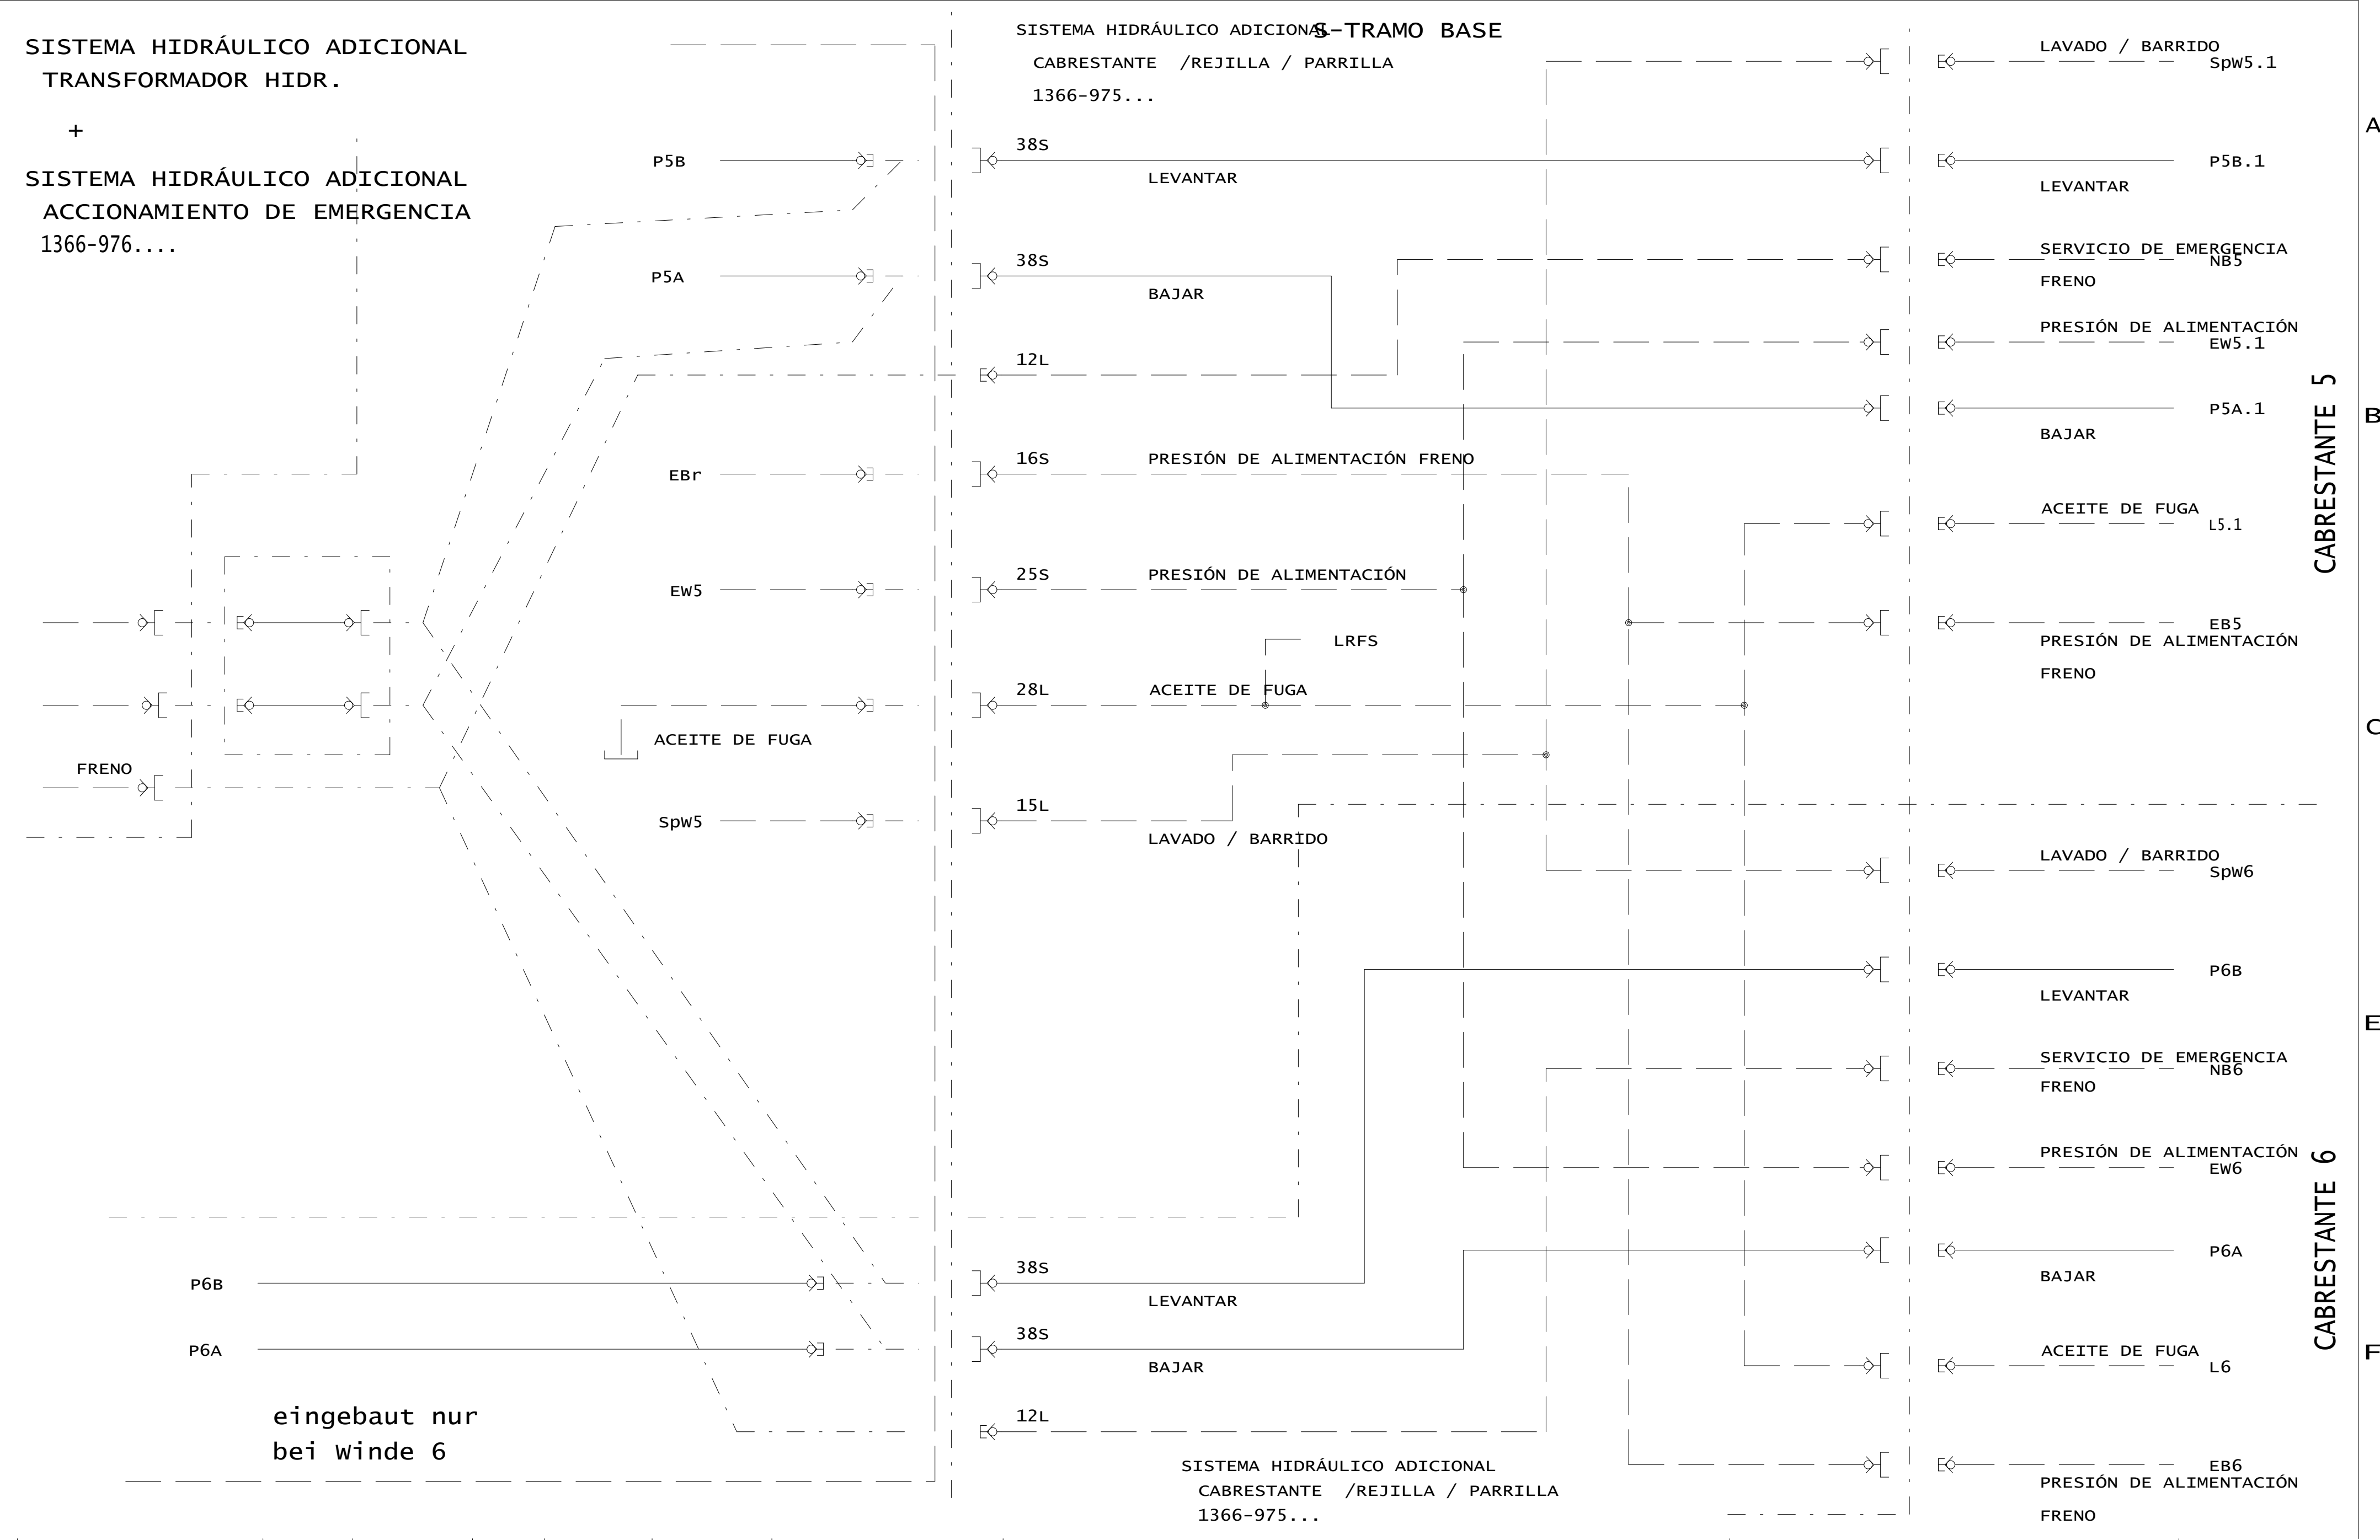 SISTEMA HIDRÁULICO ADICIONAL
TRANSFORMADOR HIDR.
+
SISTEMA HIDRÁULICO ADICIONAL
ACCIONAMIENTO DE EMERGENCIA
1366-976....
SISTEMA HIDRÁULICO ADICIONAL
S-TRAMO BASE
CABRESTANTE /REJILLA / PARRILLA
1366-975...
P5B
38S
LEVANTAR
P5A
38S
BAJAR
12L
EBr
16S
PRESIÓN DE ALIMENTACIÓN FRENO
EW5
25S
PRESIÓN DE ALIMENTACIÓN
LRFS
28L
ACEITE DE FUGA
ACEITE DE FUGA
FRENO
SpW5
15L
LAVADO / BARRIDO
LAVADO / BARRIDO
SpW5.1
P5B.1
LEVANTAR
SERVICIO DE EMERGENCIA
NB5
FRENO
PRESIÓN DE ALIMENTACIÓN
EW5.1
P5A.1
BAJAR
ACEITE DE FUGA
L5.1
EB5
PRESIÓN DE ALIMENTACIÓN
FRENO
CABRESTANTE 5
LAVADO / BARRIDO
SpW6
P6B
LEVANTAR
SERVICIO DE EMERGENCIA
NB6
FRENO
PRESIÓN DE ALIMENTACIÓN
EW6
P6A
BAJAR
ACEITE DE FUGA
L6
EB6
PRESIÓN DE ALIMENTACIÓN
FRENO
CABRESTANTE 6
P6B
38S
LEVANTAR
P6A
38S
BAJAR
12L
eingebaut nur
bei Winde 6
SISTEMA HIDRÁULICO ADICIONAL
CABRESTANTE /REJILLA / PARRILLA
1366-975...
A
B
C
E
F